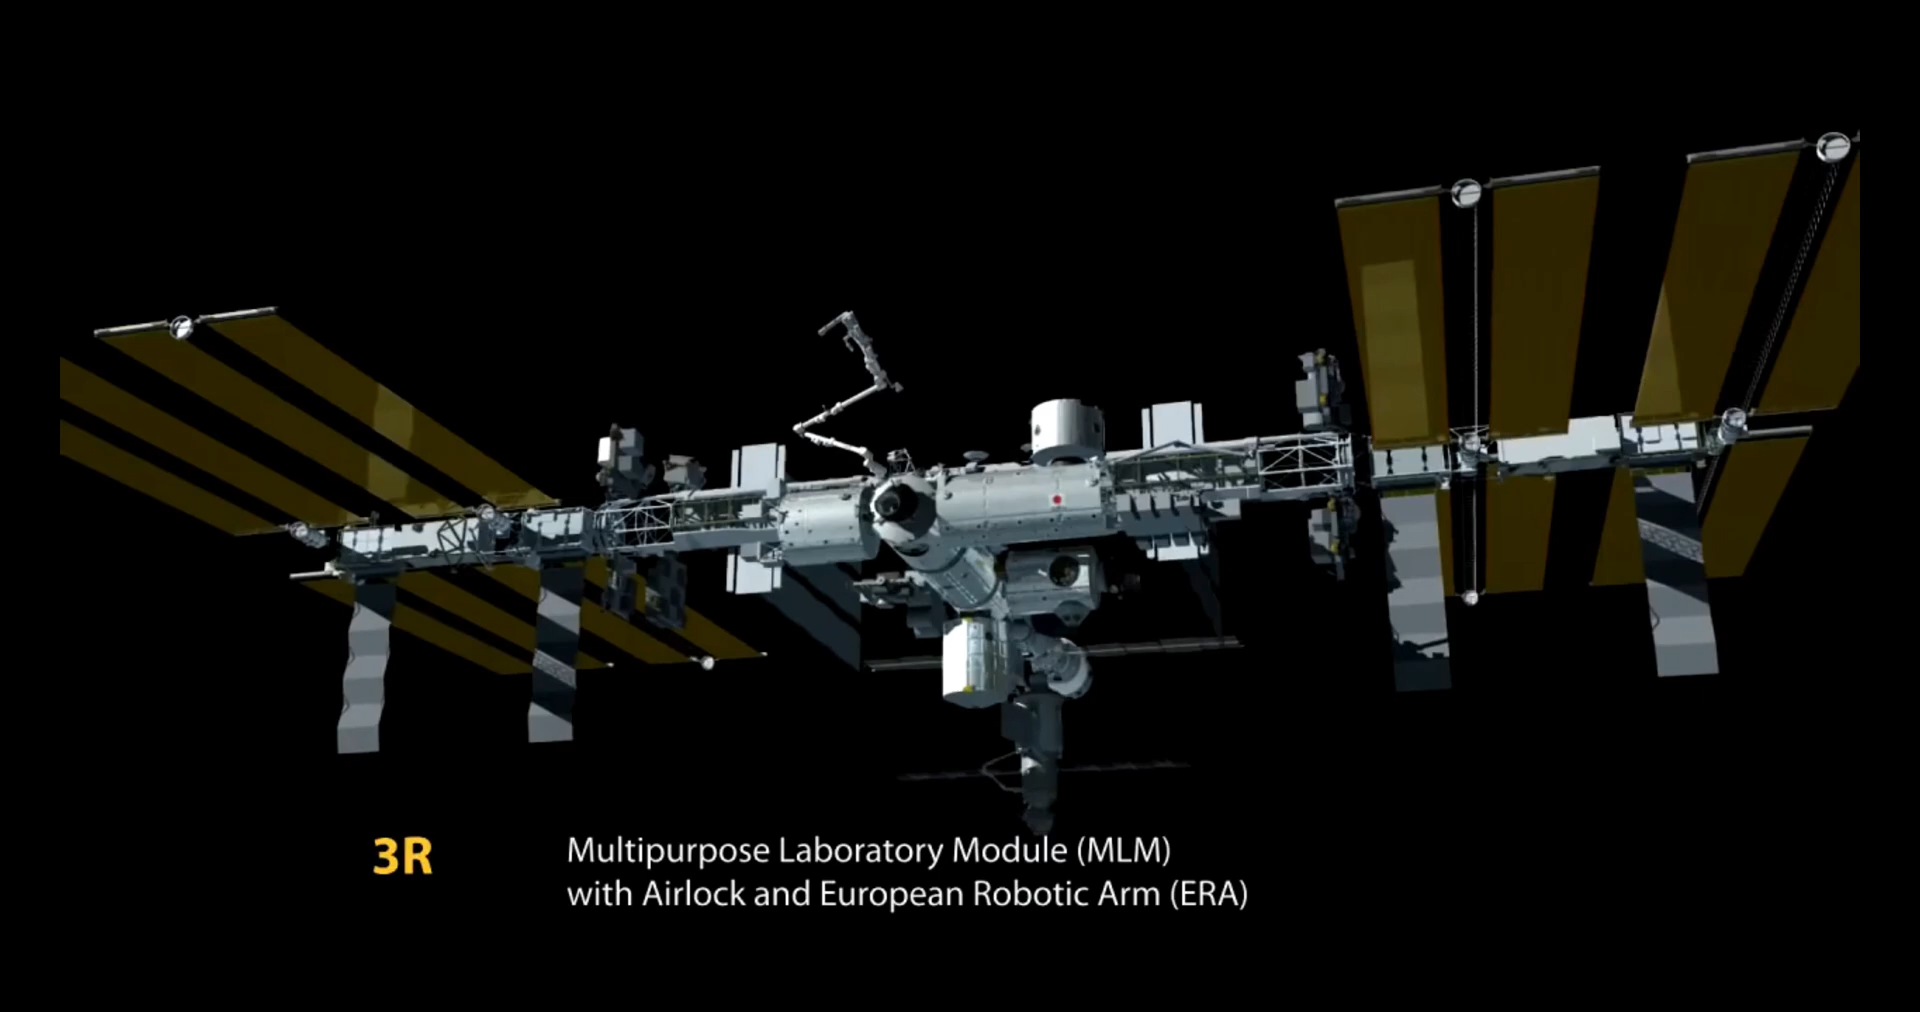 3R
Multipurpose Laboratory Module (MLM)
with Airlock and European Robotic Arm (ERA)